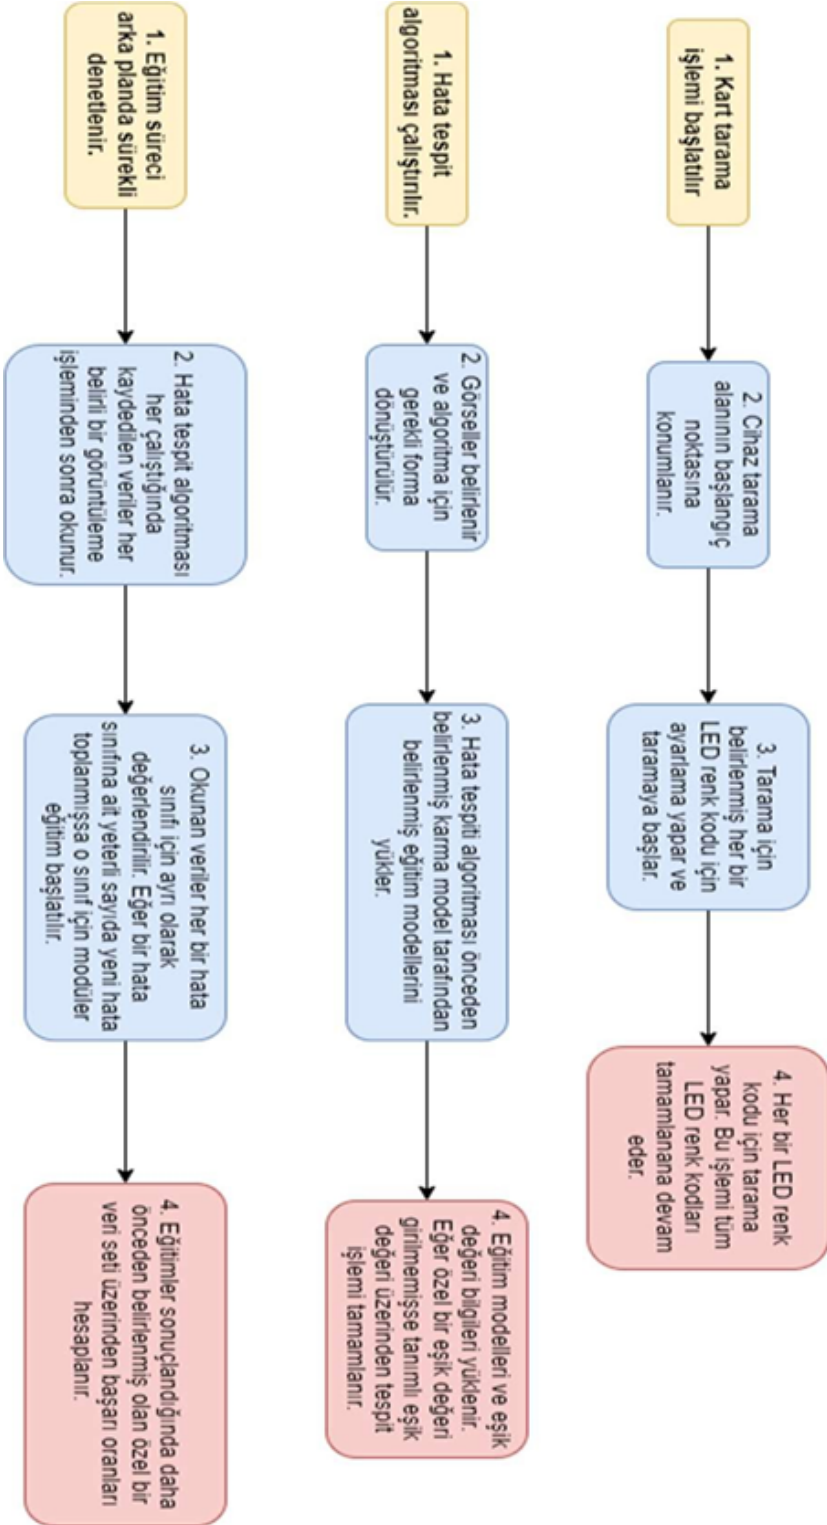 1. Kart tarama
işlemi başlatılır
2. Cihaz tarama
alanının başlangıç
noktasına
konumlanır.
3. Tarama için
belirlenmiş her bir
LED renk kodu için
ayarlama yapar ve
taramaya başlar.
4. Her bir LED renk
kodu için tarama
yapar. Bu işlemi tüm
LED renk kodları
tamamlanana devam
eder.
1. Hata tespit
algoritması çalıştırılır.
2. Görseller belirlenir
ve algoritma için
gerekli forma
dönüştürülür.
3. Hata tespiti algoritması önceden
belirlenmiş karma model tarafından
belirlenmiş eğitim modellerini
yükler.
4. Eğitim modelleri ve eşik
değeri bilgileri yüklenir.
Eğer özel bir eşik değeri
girilmemişse tanımlı eşik
değeri üzerinden tespit
işlemi tamamlanır.
1. Eğitim süreci
arka planda sürekli
denetlenir.
2. Hata tespit algoritması
her çalıştığında
kaydedilen veriler her
belirli bir görüntüleme
işleminden sonra okunur.
3. Okunan veriler her bir hata
sınıfı için ayrı olarak
değerlendirilir. Eğer bir hata
sınıfına ait yeterli sayıda yeni hata
toplanmışsa o sınıf için modüler
eğitim başlatılır.
4. Eğitimler sonuçlandığında daha
önceden belirlenmiş olan özel bir
veri seti üzerinden başarı oranları
hesaplanır.